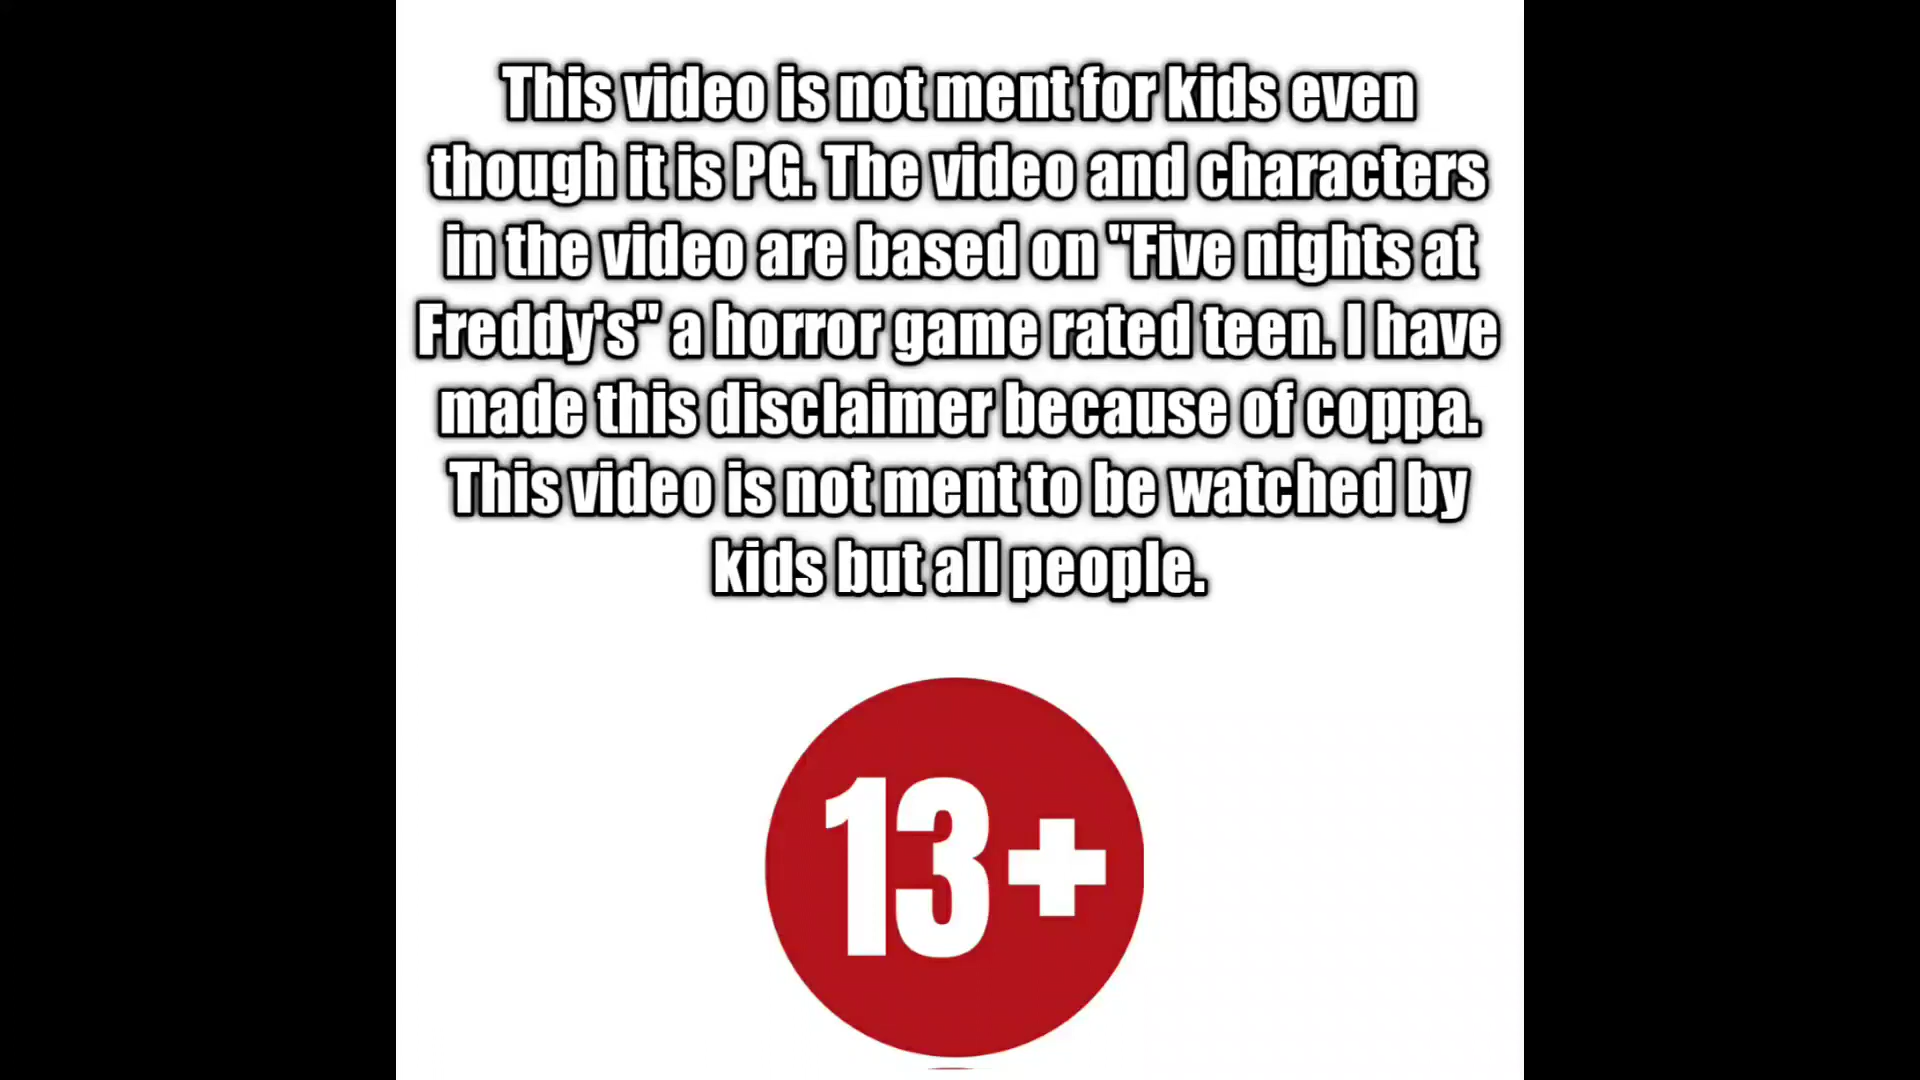 This video is not ment for kids even
though it is PG. The video and characters
in the video are based on "Five nights at
Freddy's" a horror game rated teen. I have
made this disclaimer because of coppa.
This video is not ment to be watched by
kids but all people.
13+